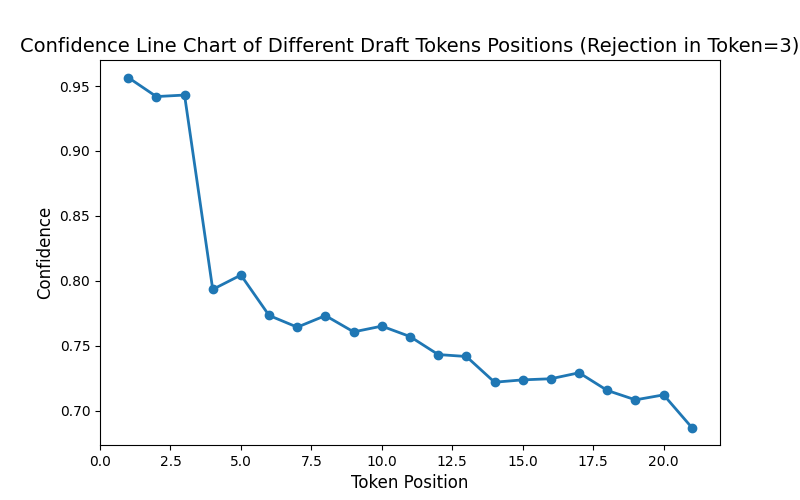 Confidence Line Chart of Different Draft Tokens Positions (Rejection in Token=3)
0.95
0.90
0.85
0.80
0.75
0.70
Confidence
0.0 2.5 5.0 7.5 10.0 12.5 15.0 17.5 20.0
Token Position